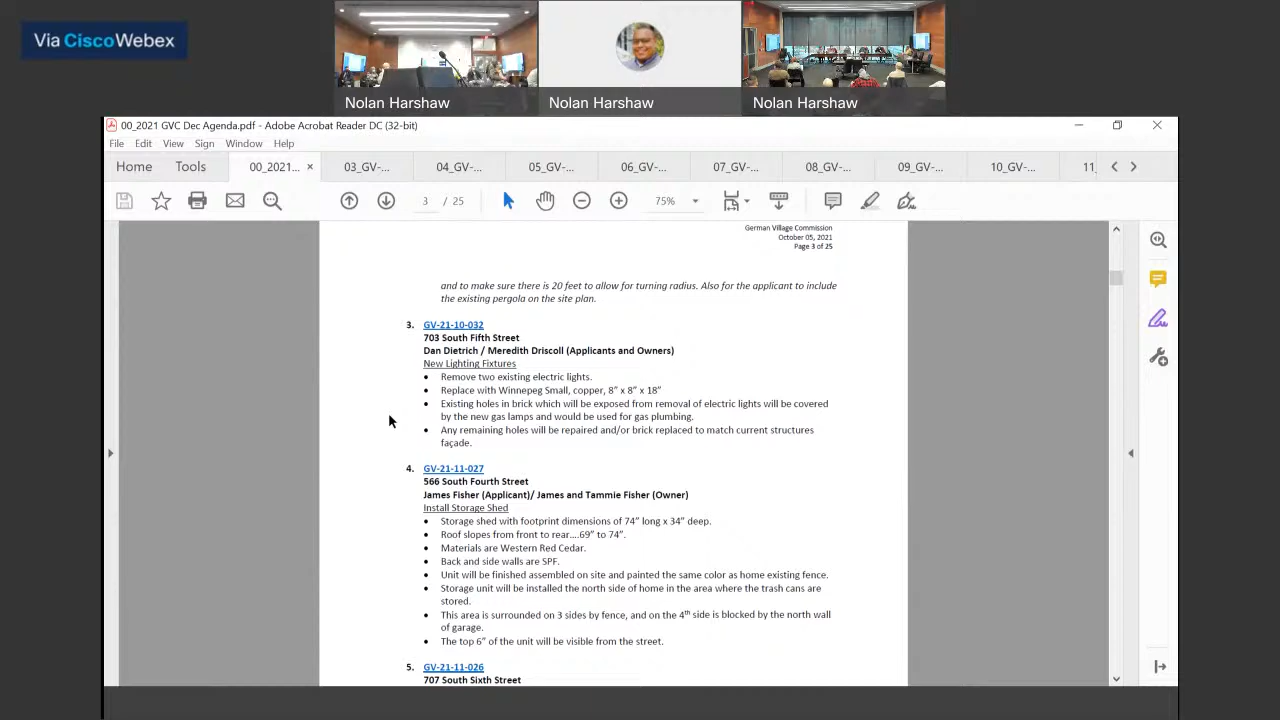 Via CiscoWebex
Nolan Harshaw
Nolan Harshaw
Nolan Harshaw
00_2021 GVC Dec Agenda.pdf - Adobe Acrobat Reader DC (32-bit)
File Edit View Sign Window Help
Home Tools 00_2021... × 03_GV-... 04_GV-... 05_GV-... 06_GV-... 07_GV-... 08_GV-... 09_GV-... 10_GV-... 11
3 / 25 75%
German Village Commission
October 05, 2021
Page 3 of 25
and to make sure there is 20 feet to allow for turning radius. Also for the applicant to include
the existing pergola on the site plan.
3. GV-21-10-032
703 South Fifth Street
Dan Dietrich / Meredith Driscoll (Applicants and Owners)
New Lighting Fixtures
• Remove two existing electric lights.
• Replace with Winnepeg Small, copper, 8” x 8” x 18”
• Existing holes in brick which will be exposed from removal of electric lights will be covered
by the new gas lamps and would be used for gas plumbing.
• Any remaining holes will be repaired and/or brick replaced to match current structures
façade.
4. GV-21-11-027
566 South Fourth Street
James Fisher (Applicant)/ James and Tammie Fisher (Owner)
Install Storage Shed
• Storage shed with footprint dimensions of 74” long x 34” deep.
• Roof slopes from front to rear....69” to 74”.
• Materials are Western Red Cedar.
• Back and side walls are SPF.
• Unit will be finished assembled on site and painted the same color as home existing fence.
• Storage unit will be installed the north side of home in the area where the trash cans are
stored.
• This area is surrounded on 3 sides by fence, and on the 4th side is blocked by the north wall
of garage.
• The top 6” of the unit will be visible from the street.
5. GV-21-11-026
707 South Sixth Street